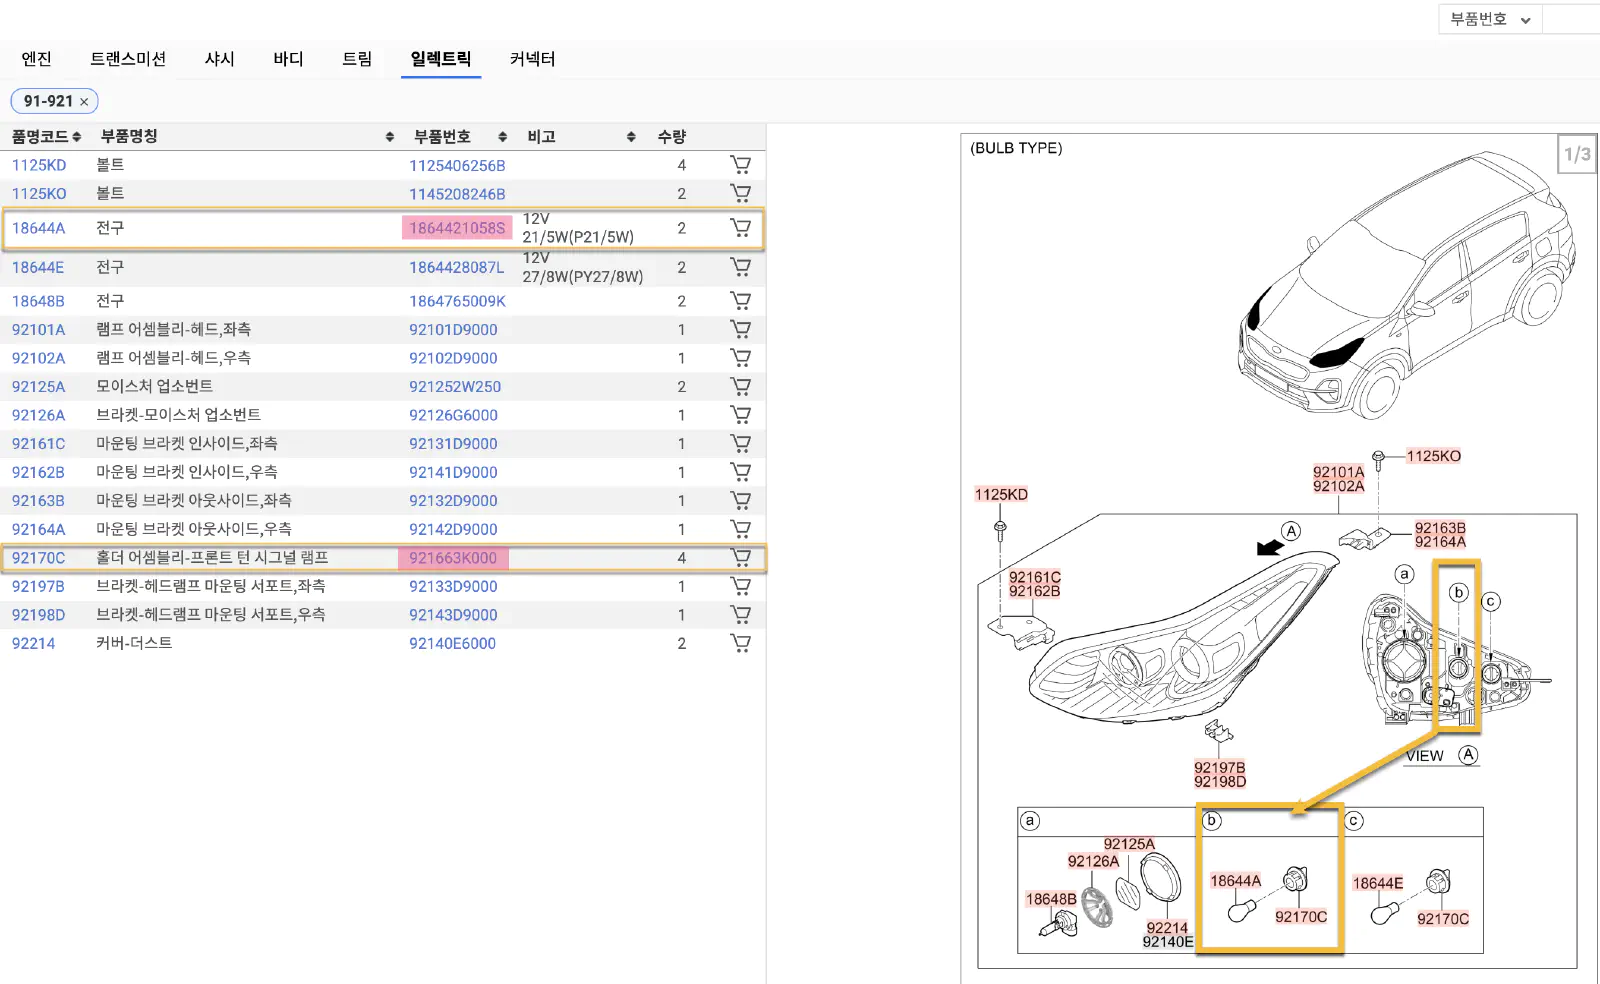 부품번호
엔진 트랜스미션 샤시 바디 트림 일렉트릭 커넥터
91-921 ×
품명코드 부품명칭 부품번호 비고 수량
1125KD 볼트 1125406256B 4
1125KO 볼트 1145208246B 2
18644A 전구 1864421058S 12V 21/5W(P21/5W) 2
18644E 전구 1864428087L 12V 27/8W(PY27/8W) 2
18648B 전구 1864765009K 2
92101A 램프 어셈블리-헤드,좌측 92101D9000 1
92102A 램프 어셈블리-헤드,우측 92102D9000 1
92125A 모이스처 업소번트 921252W250 2
92126A 브라켓-모이스처 업소번트 92126G6000 1
92161C 마운팅 브라켓 인사이드,좌측 92131D9000 1
92162B 마운팅 브라켓 인사이드,우측 92141D9000 1
92163B 마운팅 브라켓 아웃사이드,좌측 92132D9000 1
92164A 마운팅 브라켓 아웃사이드,우측 92142D9000 1
92170C 홀더 어셈블리-프론트 턴 시그널 램프 921663K000 4
92197B 브라켓-헤드램프 마운팅 서포트,좌측 92133D9000 1
92198D 브라켓-헤드램프 마운팅 서포트,우측 92143D9000 1
92214 커버-더스트 92140E6000 2
(BULB TYPE)
1/3
1125KO
92101A
92102A
1125KD
92163B
92164A
A
92161C
92162B
a
b
c
92197B
92198D
VIEW A
a
b
c
92125A
92126A
18648B
92214
92140E
18644A
92170C
18644E
92170C